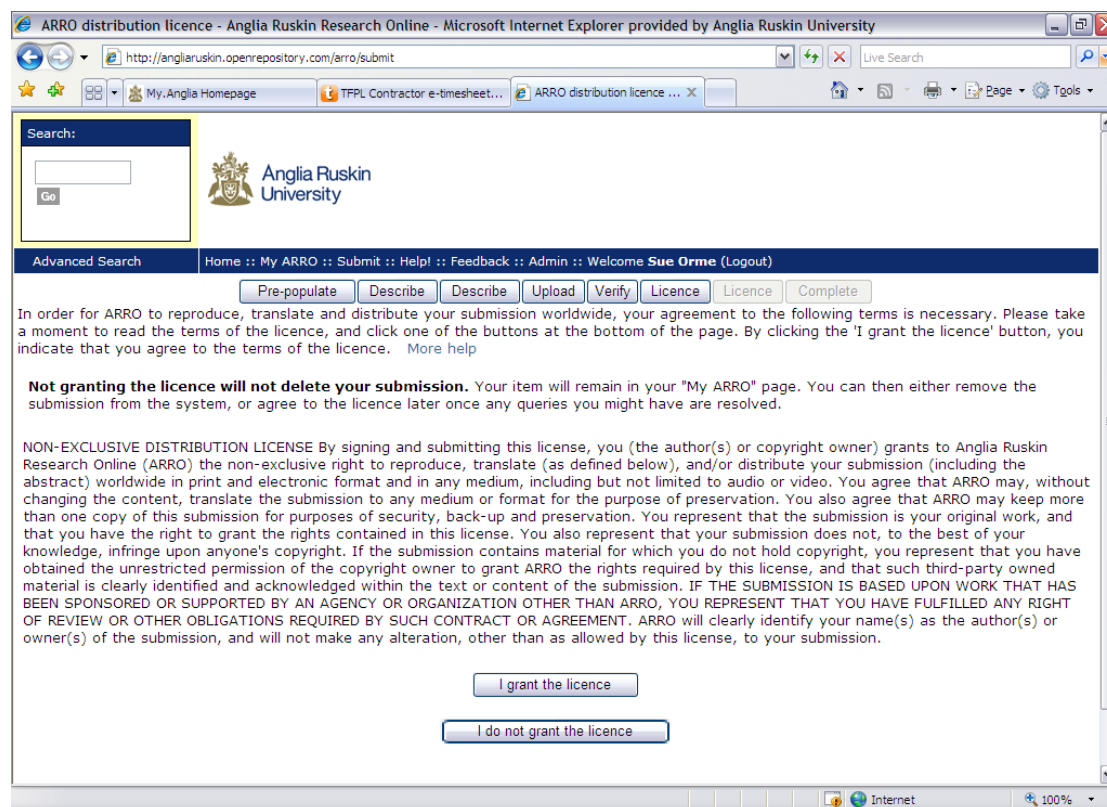 ARRO distribution licence - Anglia Ruskin Research Online - Microsoft Internet Explorer provided by Anglia Ruskin University
http://angliaruskin.openrepository.com/arro/submit
Live Search
My.Anglia Homepage
TFPL Contractor e-timesheet...
ARRO distribution licence ...
Page
Tools
Search:
Go
Anglia Ruskin
University
Advanced Search
Home :: My ARRO :: Submit :: Help! :: Feedback :: Admin :: Welcome Sue Orme (Logout)
Pre-populate Describe Describe Upload Verify Licence Licence Complete
In order for ARRO to reproduce, translate and distribute your submission worldwide, your agreement to the following terms is necessary. Please take
a moment to read the terms of the licence, and click one of the buttons at the bottom of the page. By clicking the 'I grant the licence' button, you
indicate that you agree to the terms of the licence. More help
Not granting the licence will not delete your submission. Your item will remain in your "My ARRO" page. You can then either remove the
submission from the system, or agree to the licence later once any queries you might have are resolved.
NON-EXCLUSIVE DISTRIBUTION LICENSE By signing and submitting this license, you (the author(s) or copyright owner) grants to Anglia Ruskin
Research Online (ARRO) the non-exclusive right to reproduce, translate (as defined below), and/or distribute your submission (including the
abstract) worldwide in print and electronic format and in any medium, including but not limited to audio or video. You agree that ARRO may, without
changing the content, translate the submission to any medium or format for the purpose of preservation. You also agree that ARRO may keep more
than one copy of this submission for purposes of security, back-up and preservation. You represent that the submission is your original work, and
that you have the right to grant the rights contained in this license. You also represent that your submission does not, to the best of your
knowledge, infringe upon anyone's copyright. If the submission contains material for which you do not hold copyright, you represent that you have
obtained the unrestricted permission of the copyright owner to grant ARRO the rights required by this license, and that such third-party owned
material is clearly identified and acknowledged within the text or content of the submission. IF THE SUBMISSION IS BASED UPON WORK THAT HAS
BEEN SPONSORED OR SUPPORTED BY AN AGENCY OR ORGANIZATION OTHER THAN ARRO, YOU REPRESENT THAT YOU HAVE FULFILLED ANY RIGHT
OF REVIEW OR OTHER OBLIGATIONS REQUIRED BY SUCH CONTRACT OR AGREEMENT. ARRO will clearly identify your name(s) as the author(s) or
owner(s) of the submission, and will not make any alteration, other than as allowed by this license, to your submission.
I grant the licence
I do not grant the licence
Internet
100%